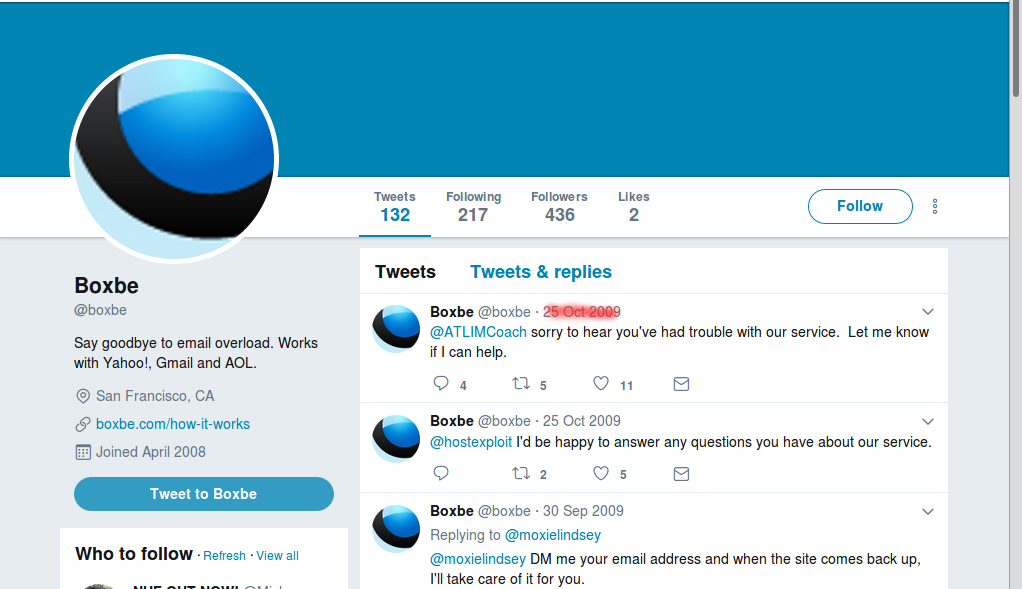 Tweets Following Followers Likes
132 217 436 2
Follow
Boxbe
@boxbe
Say goodbye to email overload. Works
with Yahoo!, Gmail and AOL.
San Francisco, CA
boxbe.com/how-it-works
Joined April 2008
Tweet to Boxbe
Who to follow · Refresh · View all
Tweets Tweets & replies
Boxbe @boxbe · 25 Oct 2009
@ATLIMCoach sorry to hear you've had trouble with our service. Let me know
if I can help.
4 5 11
Boxbe @boxbe · 25 Oct 2009
@hostexploit I'd be happy to answer any questions you have about our service.
2 5
Boxbe @boxbe · 30 Sep 2009
Replying to @moxielindsey
@moxielindsey DM me your email address and when the site comes back up,
I'll take care of it for you.